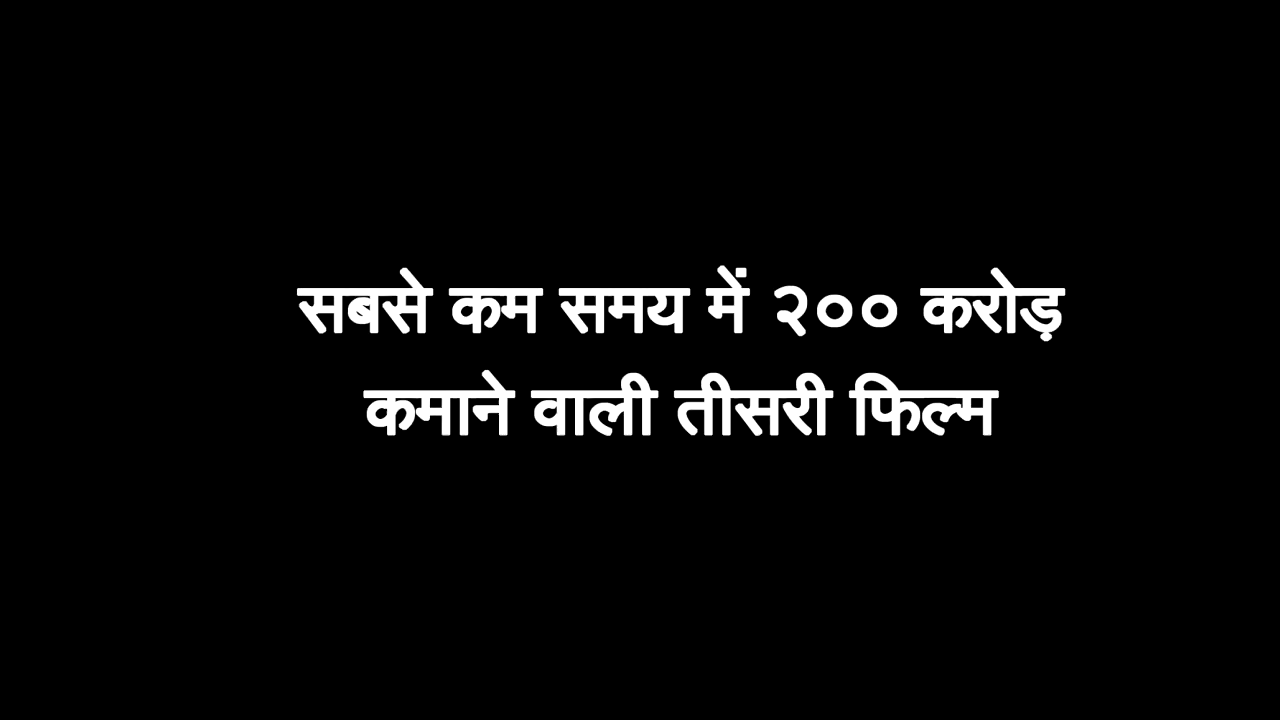 सबसे कम समय में २०० करोड़
कमाने वाली तीसरी फिल्म